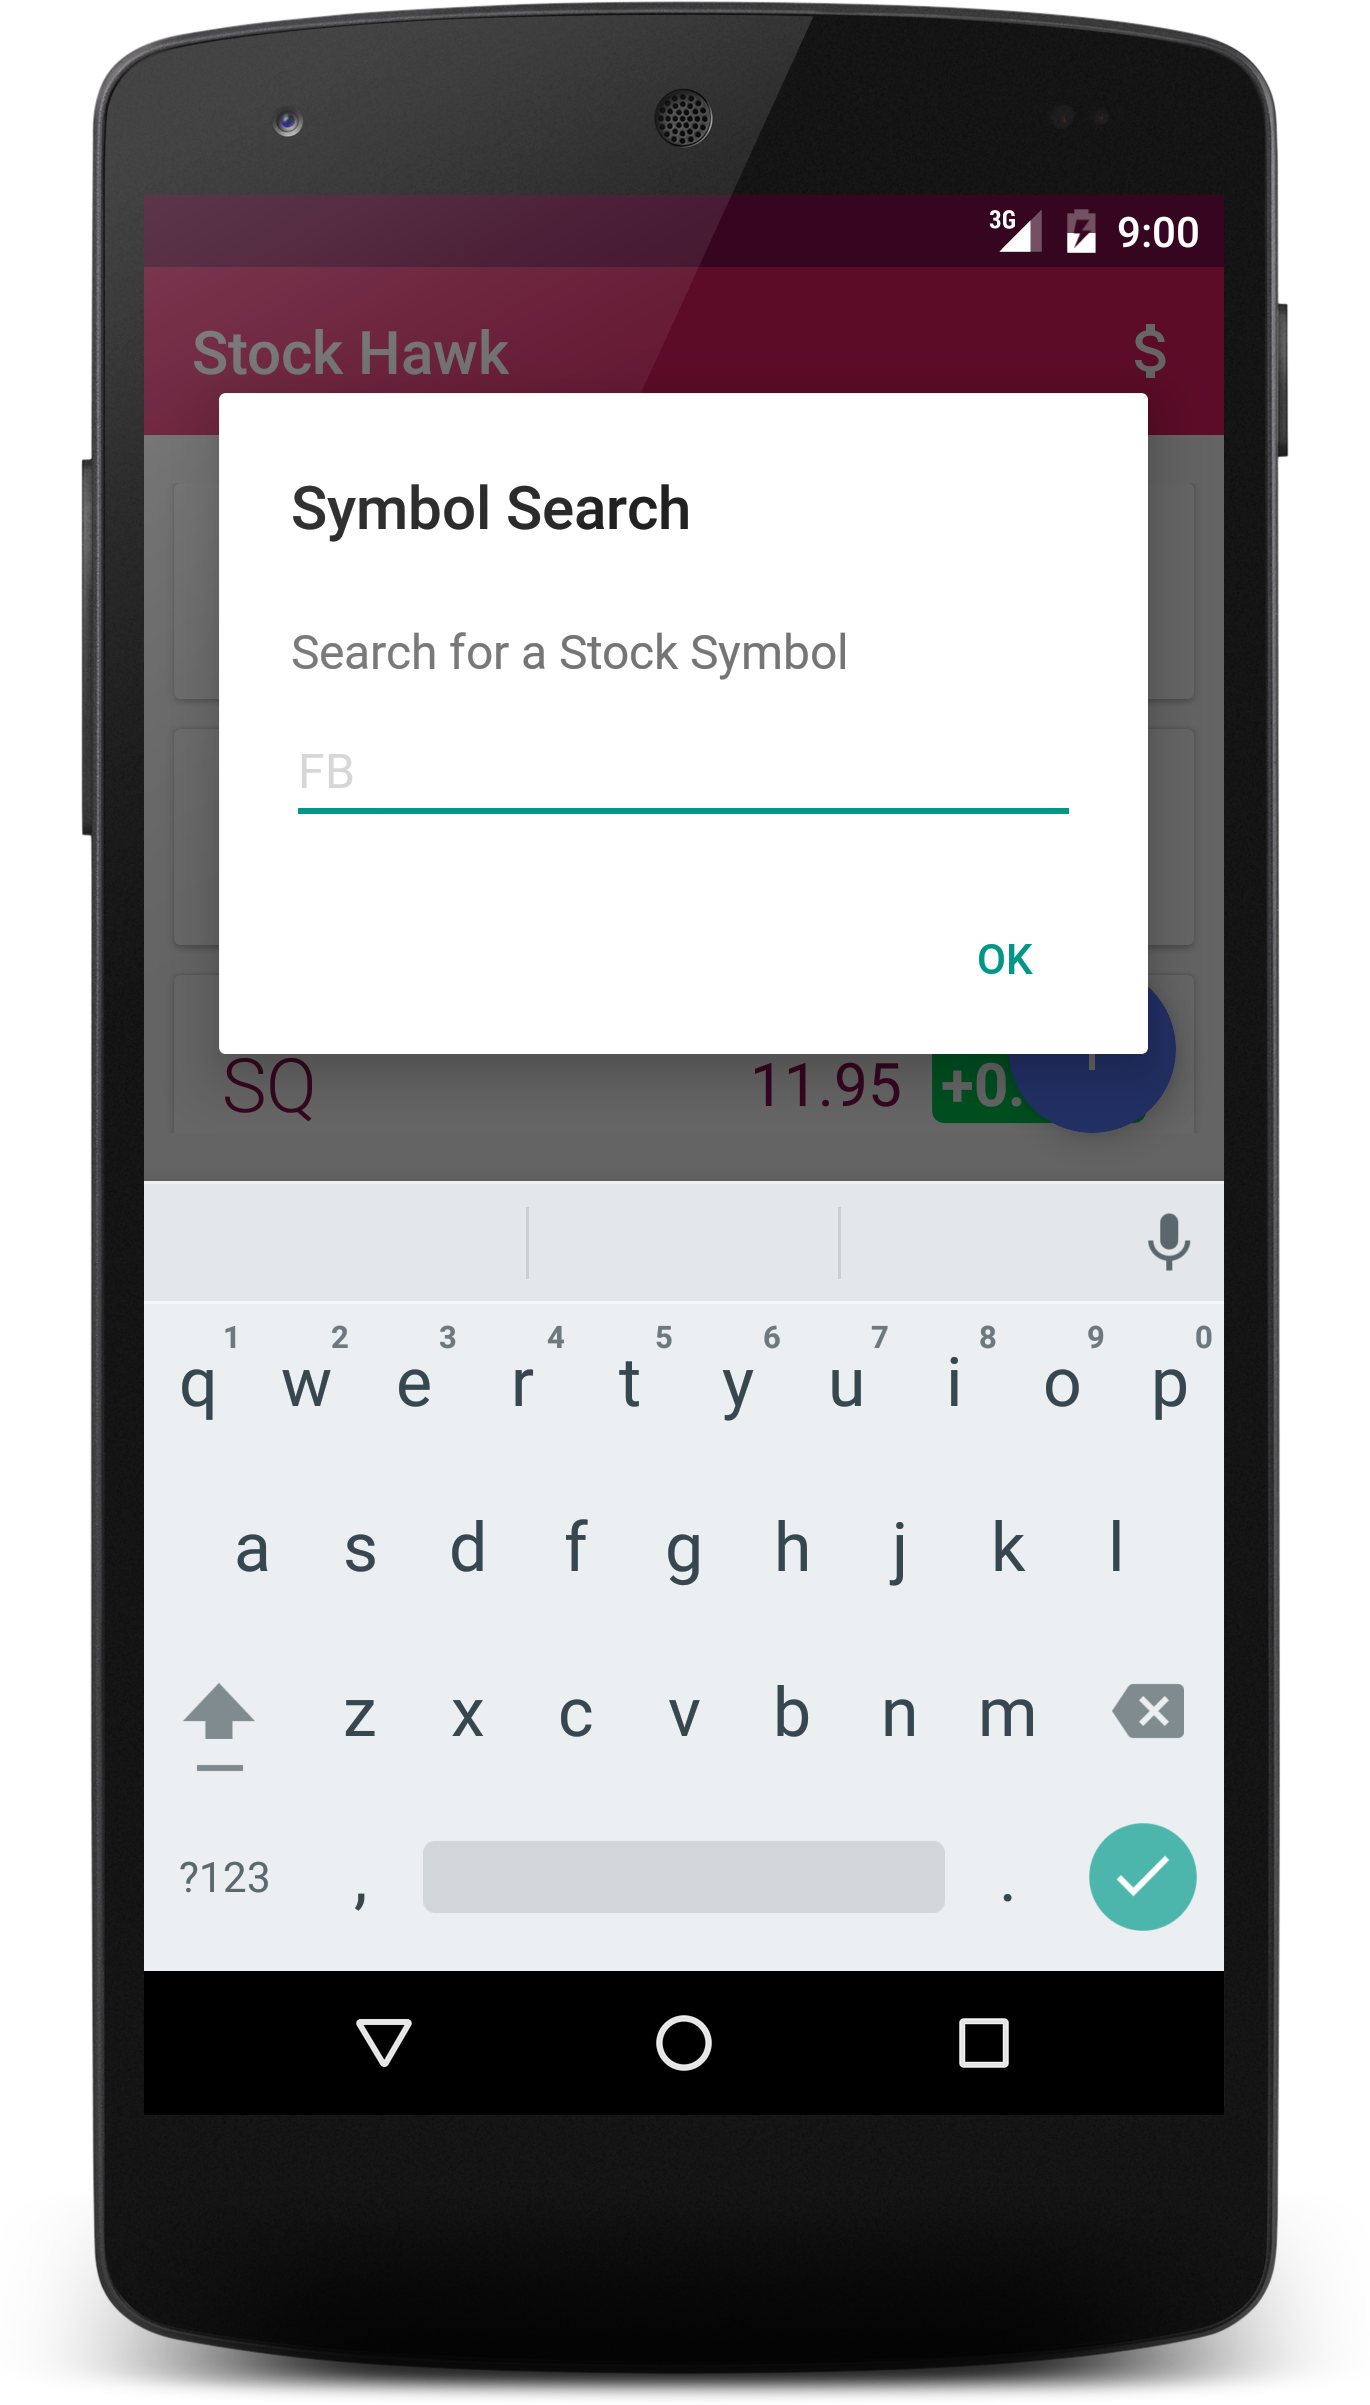 3G 9:00
Stock Hawk $
Symbol Search
Search for a Stock Symbol
FB
OK
SQ 11.95 +0.
1 2 3 4 5 6 7 8 9 0
q w e r t y u i o p
a s d f g h j k l
z x c v b n m
?123 , .